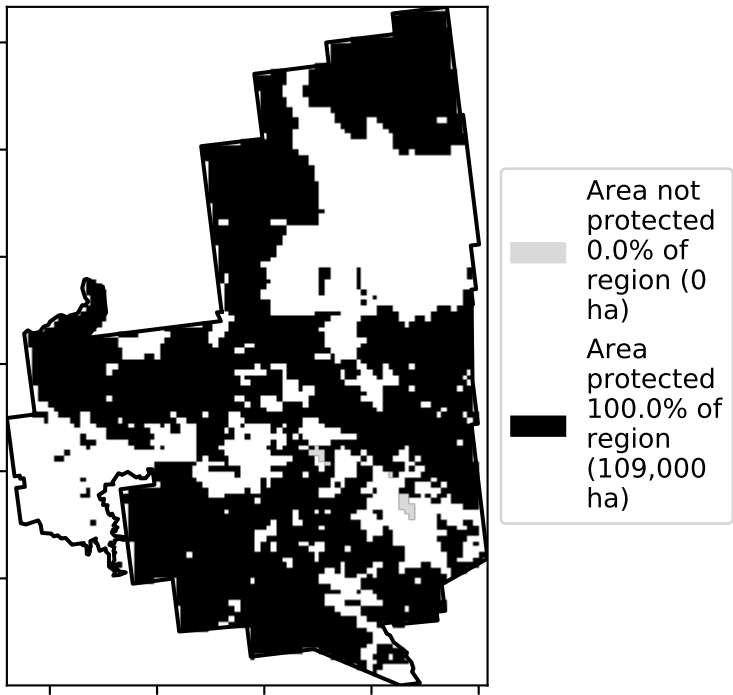 Area not
protected
0.0% of
region (0
ha)
Area
protected
100.0% of
region
(109,000
ha)